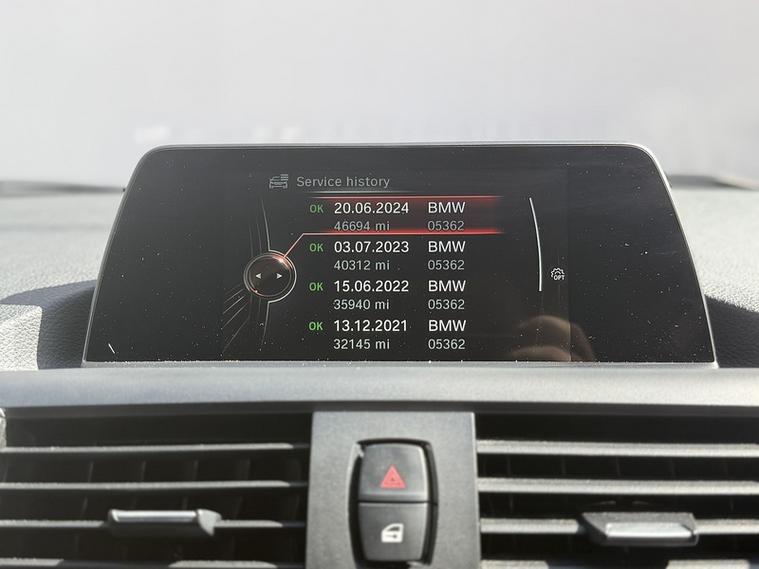 Service history
OK 20.06.2024 BMW
46694 mi 05362
OK 03.07.2023 BMW
40312 mi 05362
OPT
OK 15.06.2022 BMW
35940 mi 05362
OK 13.12.2021 BMW
32145 mi 05362